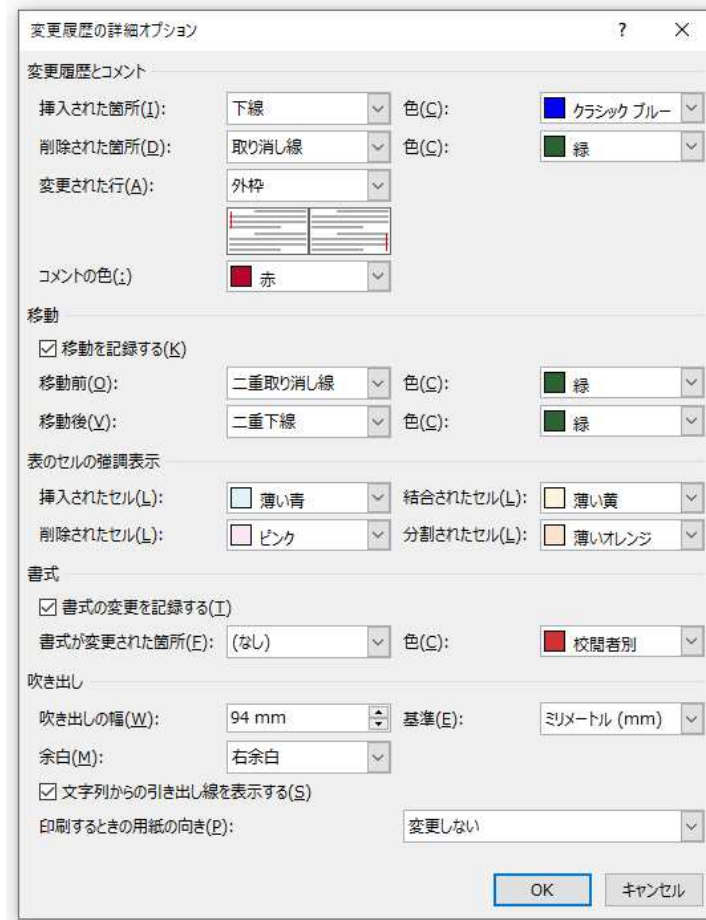 変更履歴の詳細オプション ? ×
変更履歴とコメント
挿入された箇所(I): 下線 色(C): クラシック ブルー
削除された箇所(D): 取り消し線 色(C): 緑
変更された行(A): 外枠
コメントの色(:) 赤
移動
移動を記録する(K)
移動前(O): 二重取り消し線 色(C): 緑
移動後(V): 二重下線 色(C): 緑
表のセルの強調表示
挿入されたセル(L): 薄い青 結合されたセル(L): 薄い黄
削除されたセル(L): ピンク 分割されたセル(L): 薄いオレンジ
書式
書式の変更を記録する(T)
書式が変更された箇所(F): (なし) 色(C): 校閲者別
吹き出し
吹き出しの幅(W): 94 mm 基準(E): ミリメートル (mm)
余白(M): 右余白
文字列からの引き出し線を表示する(S)
印刷するときの用紙の向き(P): 変更しない
OK キャンセル